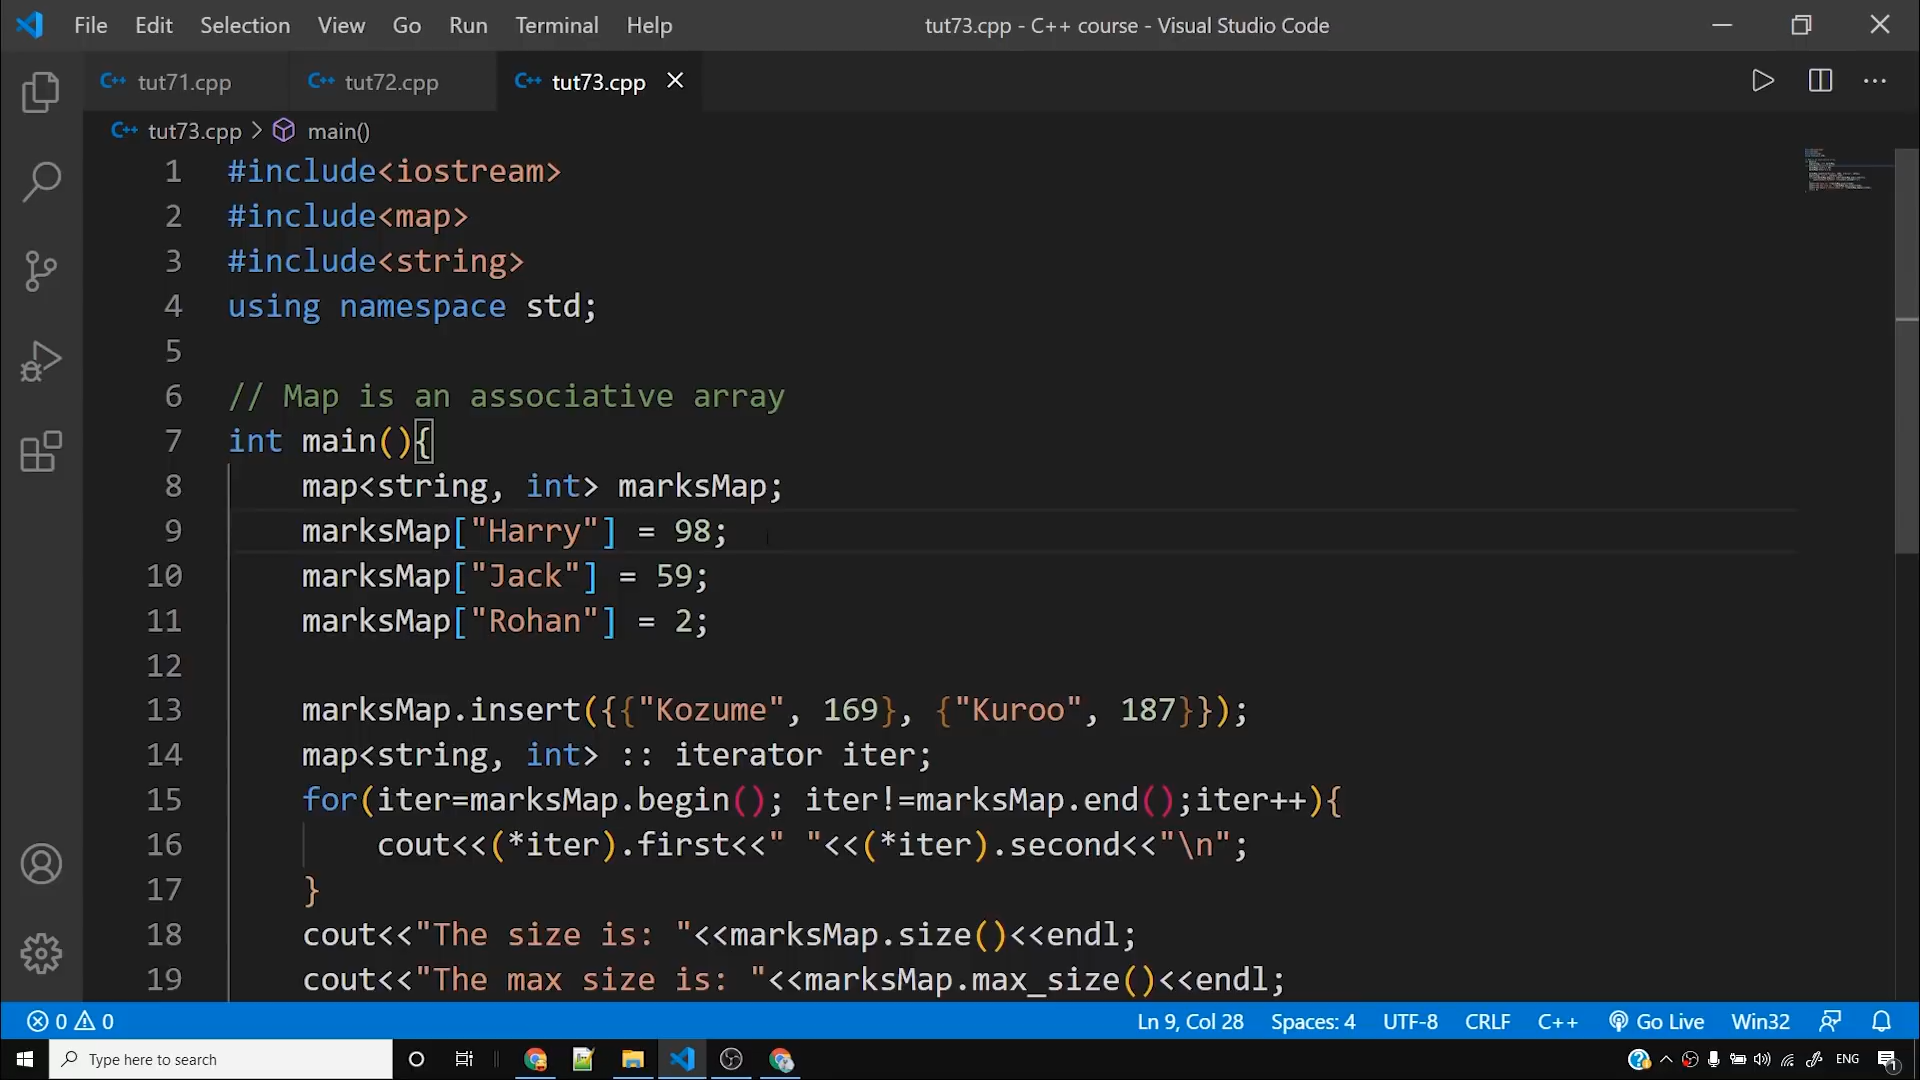 File Edit Selection View Go Run Terminal Help tut73.cpp - C++ course - Visual Studio Code
C++ tut71.cpp C++ tut72.cpp C++ tut73.cpp
C++ tut73.cpp > main()
1 #include<iostream>
2 #include<map>
3 #include<string>
4 using namespace std;
5
6 // Map is an associative array
7 int main(){
8 map<string, int> marksMap;
9 marksMap["Harry"] = 98;
10 marksMap["Jack"] = 59;
11 marksMap["Rohan"] = 2;
12
13 marksMap.insert({{"Kozume", 169}, {"Kuroo", 187}});
14 map<string, int> :: iterator iter;
15 for(iter=marksMap.begin(); iter!=marksMap.end();iter++){
16 cout<<(*iter).first<<" "<<(*iter).second<<"\n";
17 }
18 cout<<"The size is: "<<marksMap.size()<<endl;
19 cout<<"The max size is: "<<marksMap.max_size()<<endl;
0 0 Ln 9, Col 28 Spaces: 4 UTF-8 CRLF C++ Go Live Win32
Type here to search ENG 1